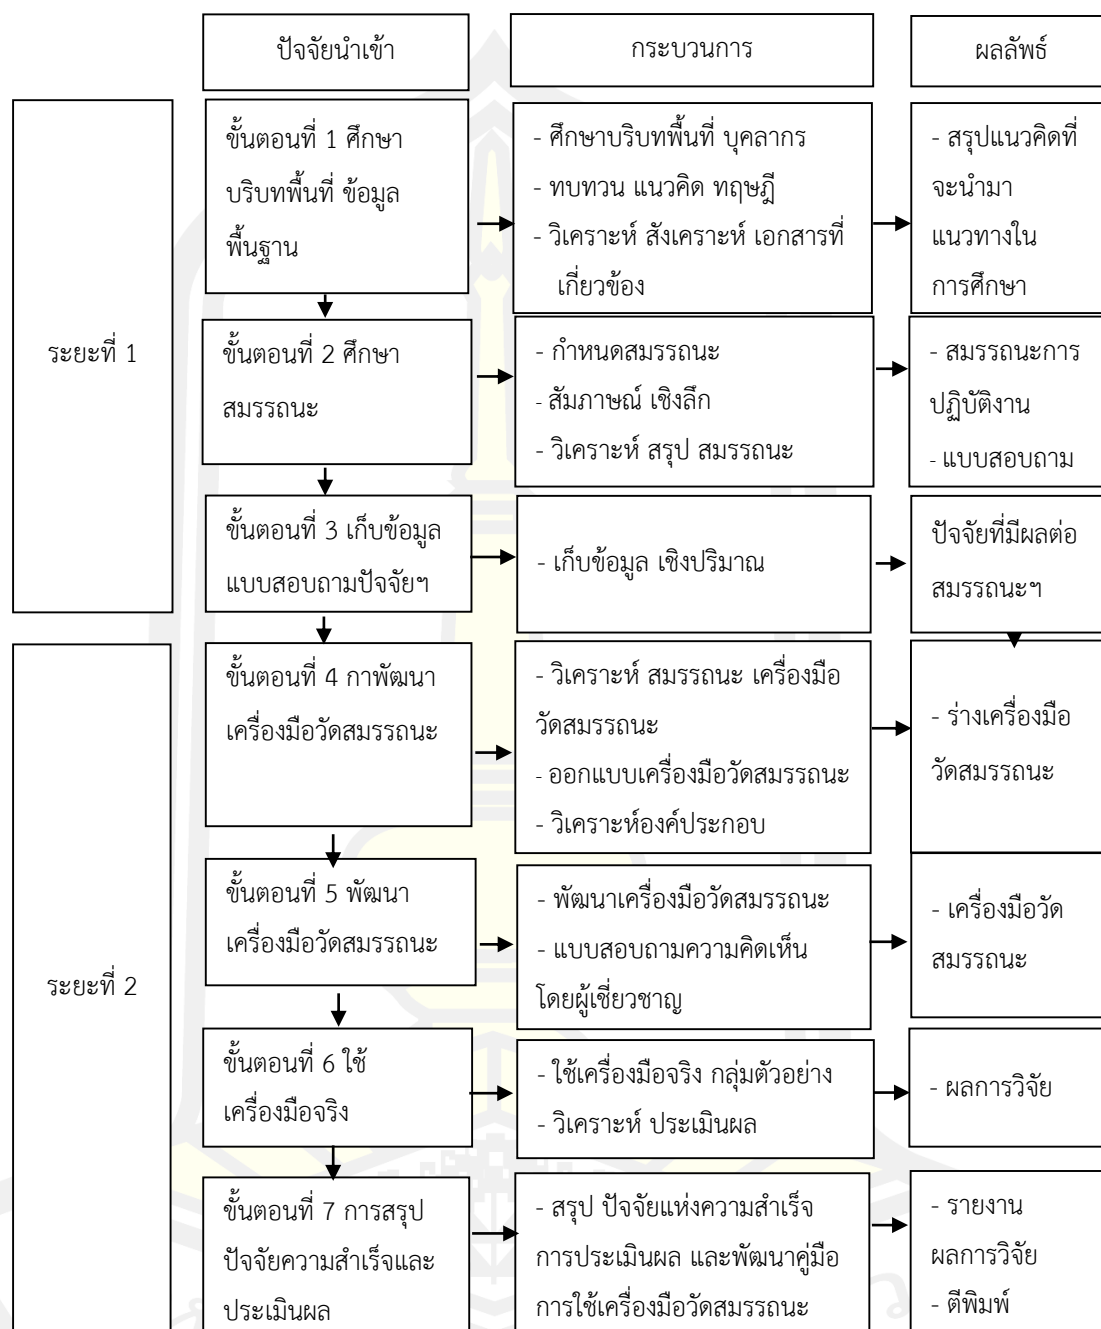 ปัจจัยนำเข้า
กระบวนการ
ผลลัพธ์
ระยะที่ 1
ขั้นตอนที่ 1 ศึกษา
บริบทพื้นที่ ข้อมูล
พื้นฐาน
- ศึกษาบริบทพื้นที่ บุคลากร
- ทบทวน แนวคิด ทฤษฎี
- วิเคราะห์ สังเคราะห์ เอกสารที่
เกี่ยวข้อง
- สรุปแนวคิดที่
จะนำมา
แนวทางใน
การศึกษา
ขั้นตอนที่ 2 ศึกษา
สมรรถนะ
- กำหนดสมรรถนะ
- สัมภาษณ์ เชิงลึก
- วิเคราะห์ สรุป สมรรถนะ
- สมรรถนะการ
ปฏิบัติงาน
- แบบสอบถาม
ขั้นตอนที่ 3 เก็บข้อมูล
แบบสอบถามปัจจัยฯ
- เก็บข้อมูล เชิงปริมาณ
ปัจจัยที่มีผลต่อ
สมรรถนะฯ
ระยะที่ 2
ขั้นตอนที่ 4 กาพัฒนา
เครื่องมือวัดสมรรถนะ
- วิเคราะห์ สมรรถนะ เครื่องมือ
วัดสมรรถนะ
- ออกแบบเครื่องมือวัดสมรรถนะ
- วิเคราะห์องค์ประกอบ
- ร่างเครื่องมือ
วัดสมรรถนะ
ขั้นตอนที่ 5 พัฒนา
เครื่องมือวัดสมรรถนะ
- พัฒนาเครื่องมือวัดสมรรถนะ
- แบบสอบถามความคิดเห็น
โดยผู้เชี่ยวชาญ
- เครื่องมือวัด
สมรรถนะ
ขั้นตอนที่ 6 ใช้
เครื่องมือจริง
- ใช้เครื่องมือจริง กลุ่มตัวอย่าง
- วิเคราะห์ ประเมินผล
- ผลการวิจัย
ขั้นตอนที่ 7 การสรุป
ปัจจัยความสำเร็จและ
ประเมินผล
- สรุป ปัจจัยแห่งความสำเร็จ
การประเมินผล และพัฒนาคู่มือ
การใช้เครื่องมือวัดสมรรถนะ
- รายงาน
ผลการวิจัย
- ตีพิมพ์